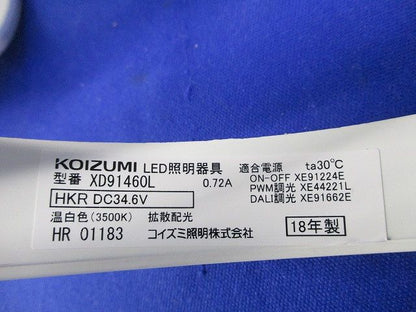 KOIZUMI LED照明器具 適合電源 ta30℃
型番 XD91460L 0.72A ON-OFF XE91224E
HKR DC34.6V PWM調光 XE44221L
DALI調光 XE91662E
温白色(3500K) 拡散配光 18年製
HR 01183 コイズミ照明株式会社